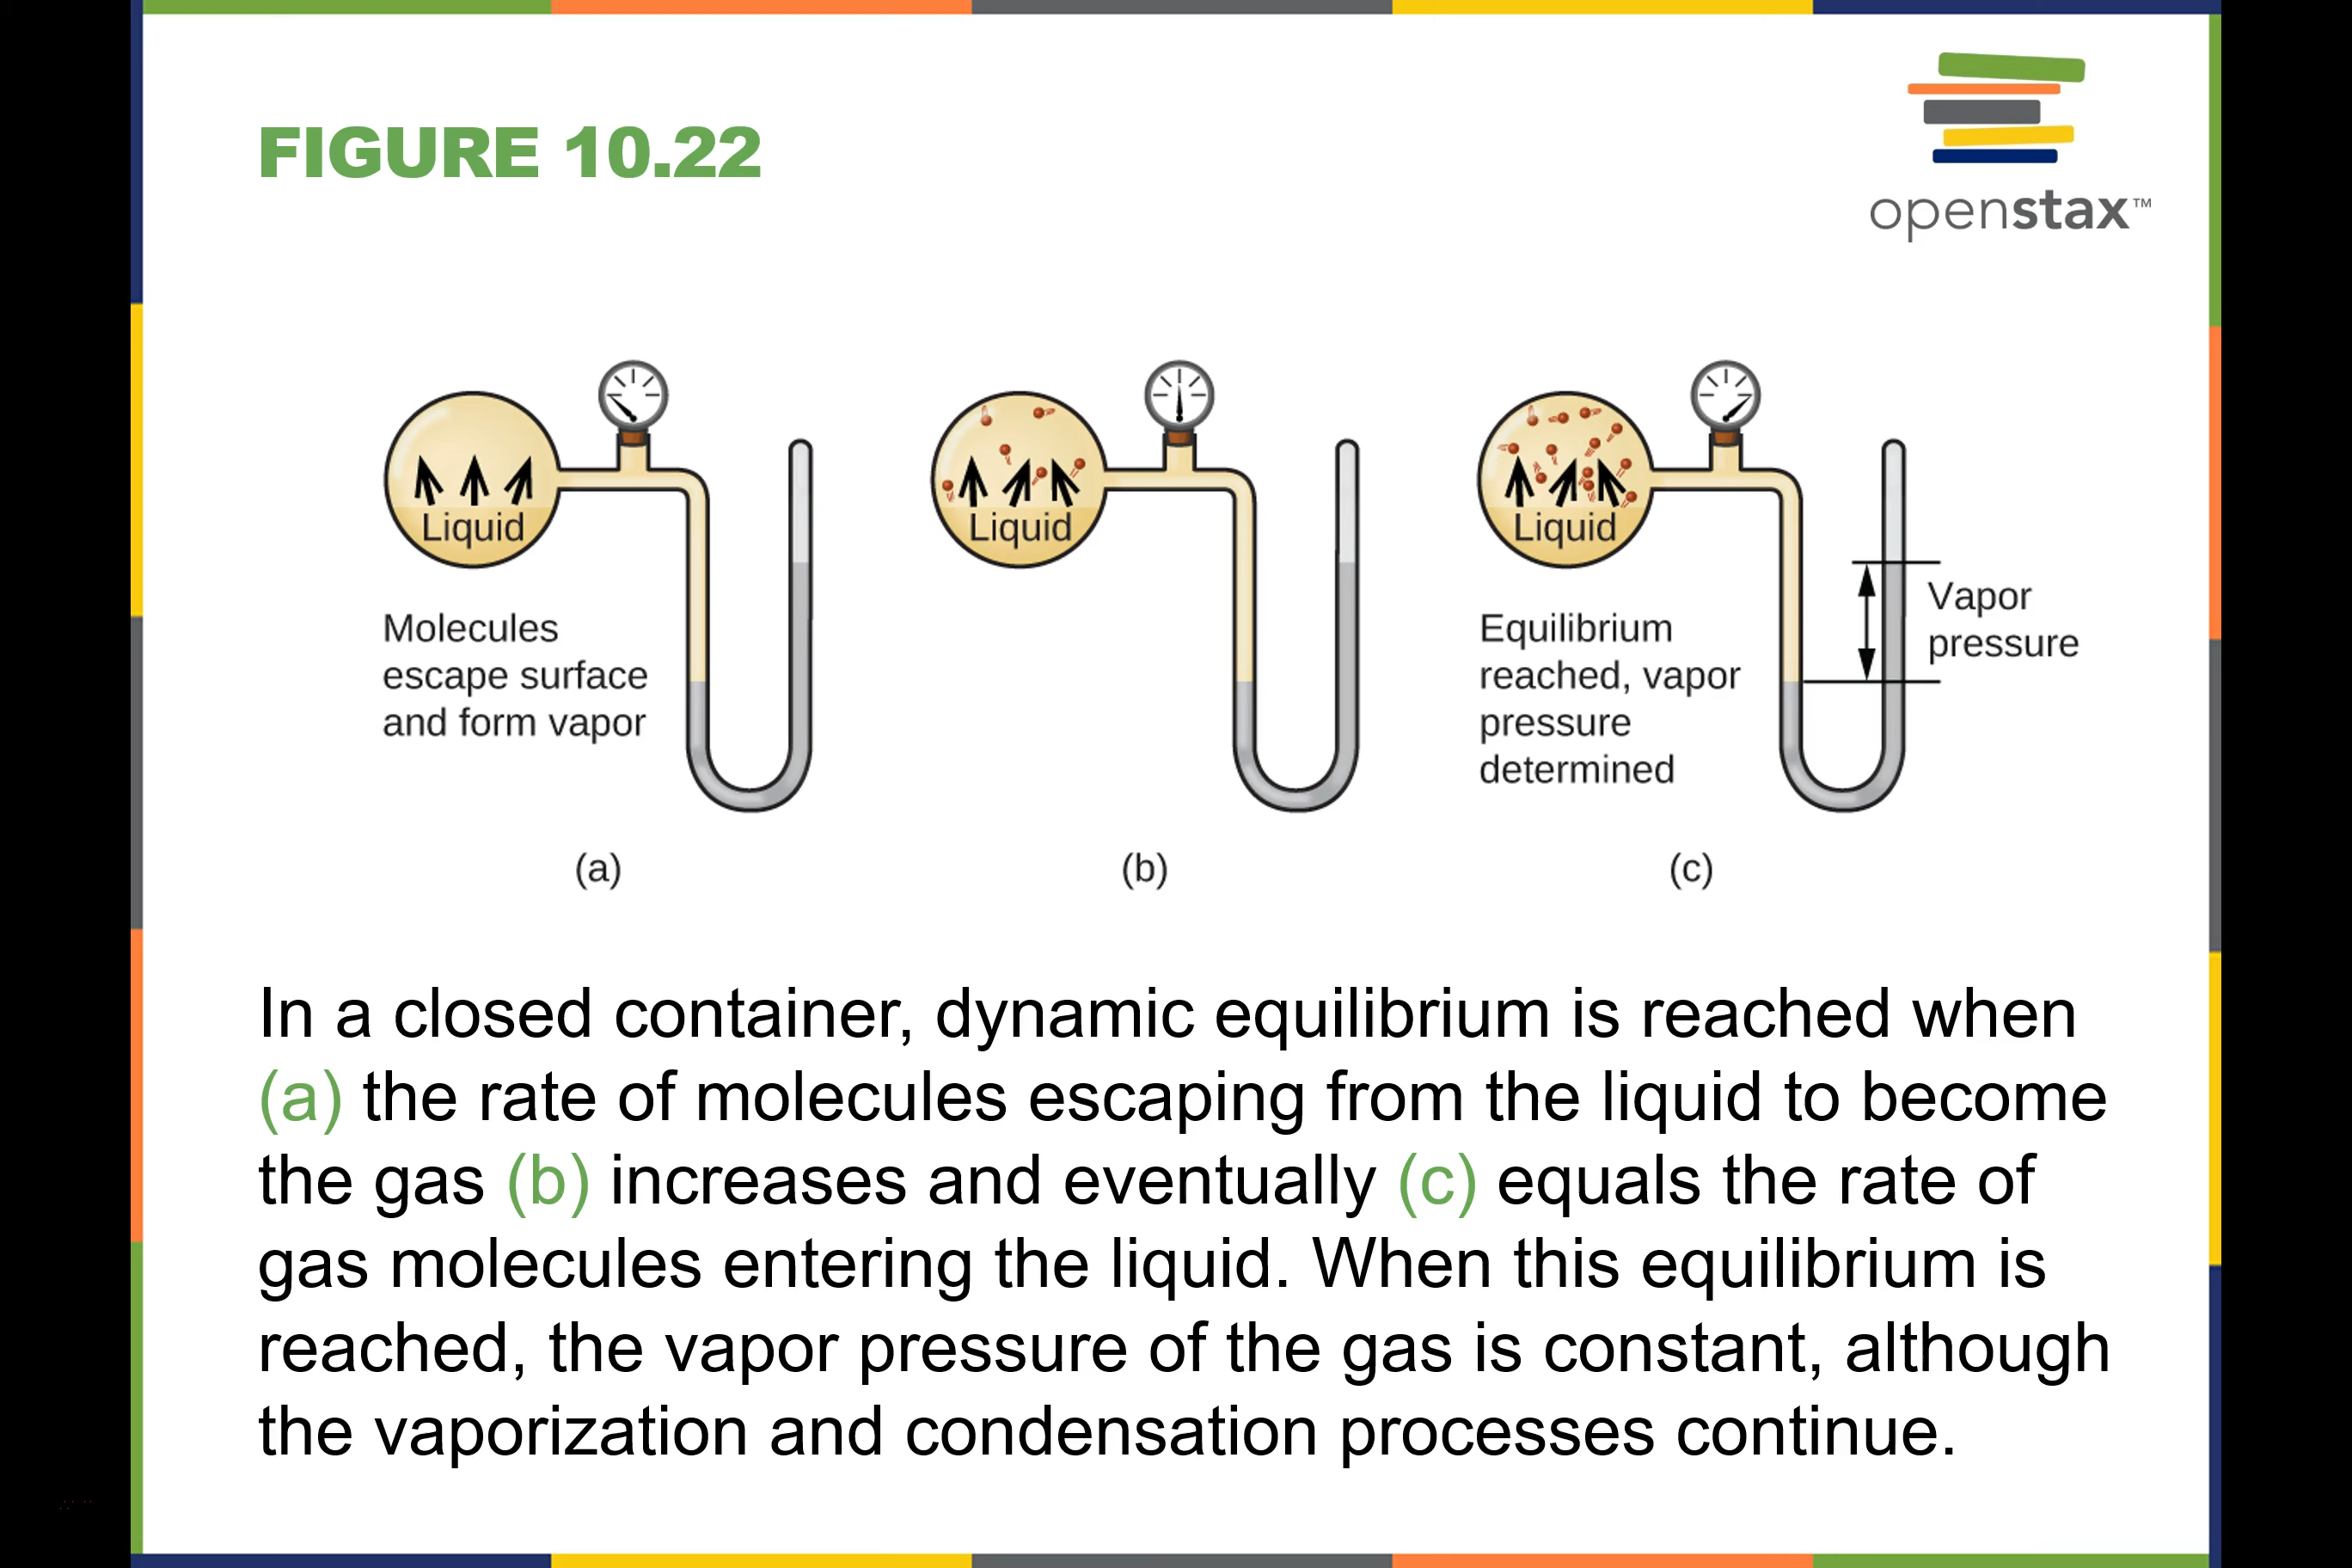 FIGURE 10.22
openstax™
Liquid
Liquid
Liquid
Molecules
escape surface
and form vapor
Equilibrium
reached, vapor
pressure
determined
Vapor
pressure
(a)
(b)
(c)
In a closed container, dynamic equilibrium is reached when
(a) the rate of molecules escaping from the liquid to become
the gas (b) increases and eventually (c) equals the rate of
gas molecules entering the liquid. When this equilibrium is
reached, the vapor pressure of the gas is constant, although
the vaporization and condensation processes continue.